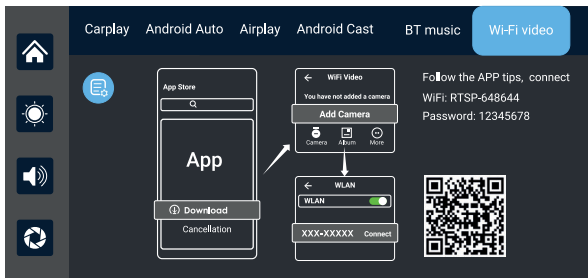 Carplay Android Auto Airplay Android Cast BT music Wi-Fi video
App Store
App
Download
Cancellation
WiFi Video
You have not added a camera
Add Camera
Camera Album More
WLAN
WLAN
XXX-XXXXX Connect
Follow the APP tips, connect
WiFi: RTSP-648644
Password: 12345678